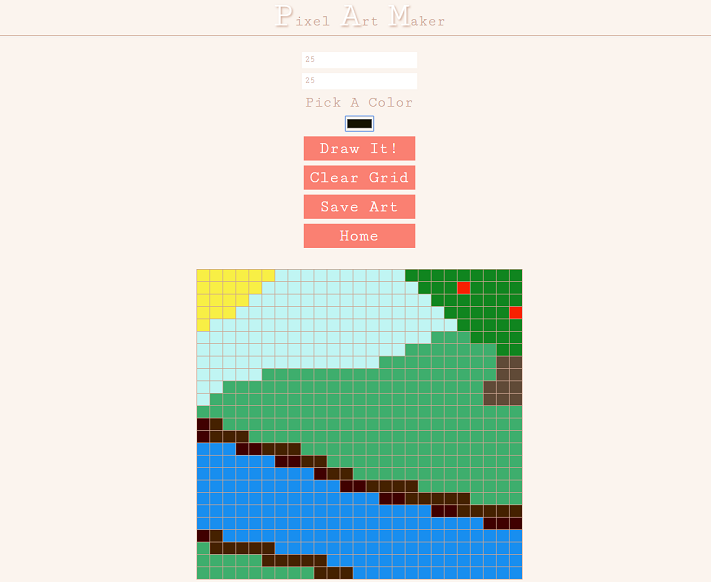 Pixel Art Maker
25
25
Pick A Color
Draw It!
Clear Grid
Save Art
Home